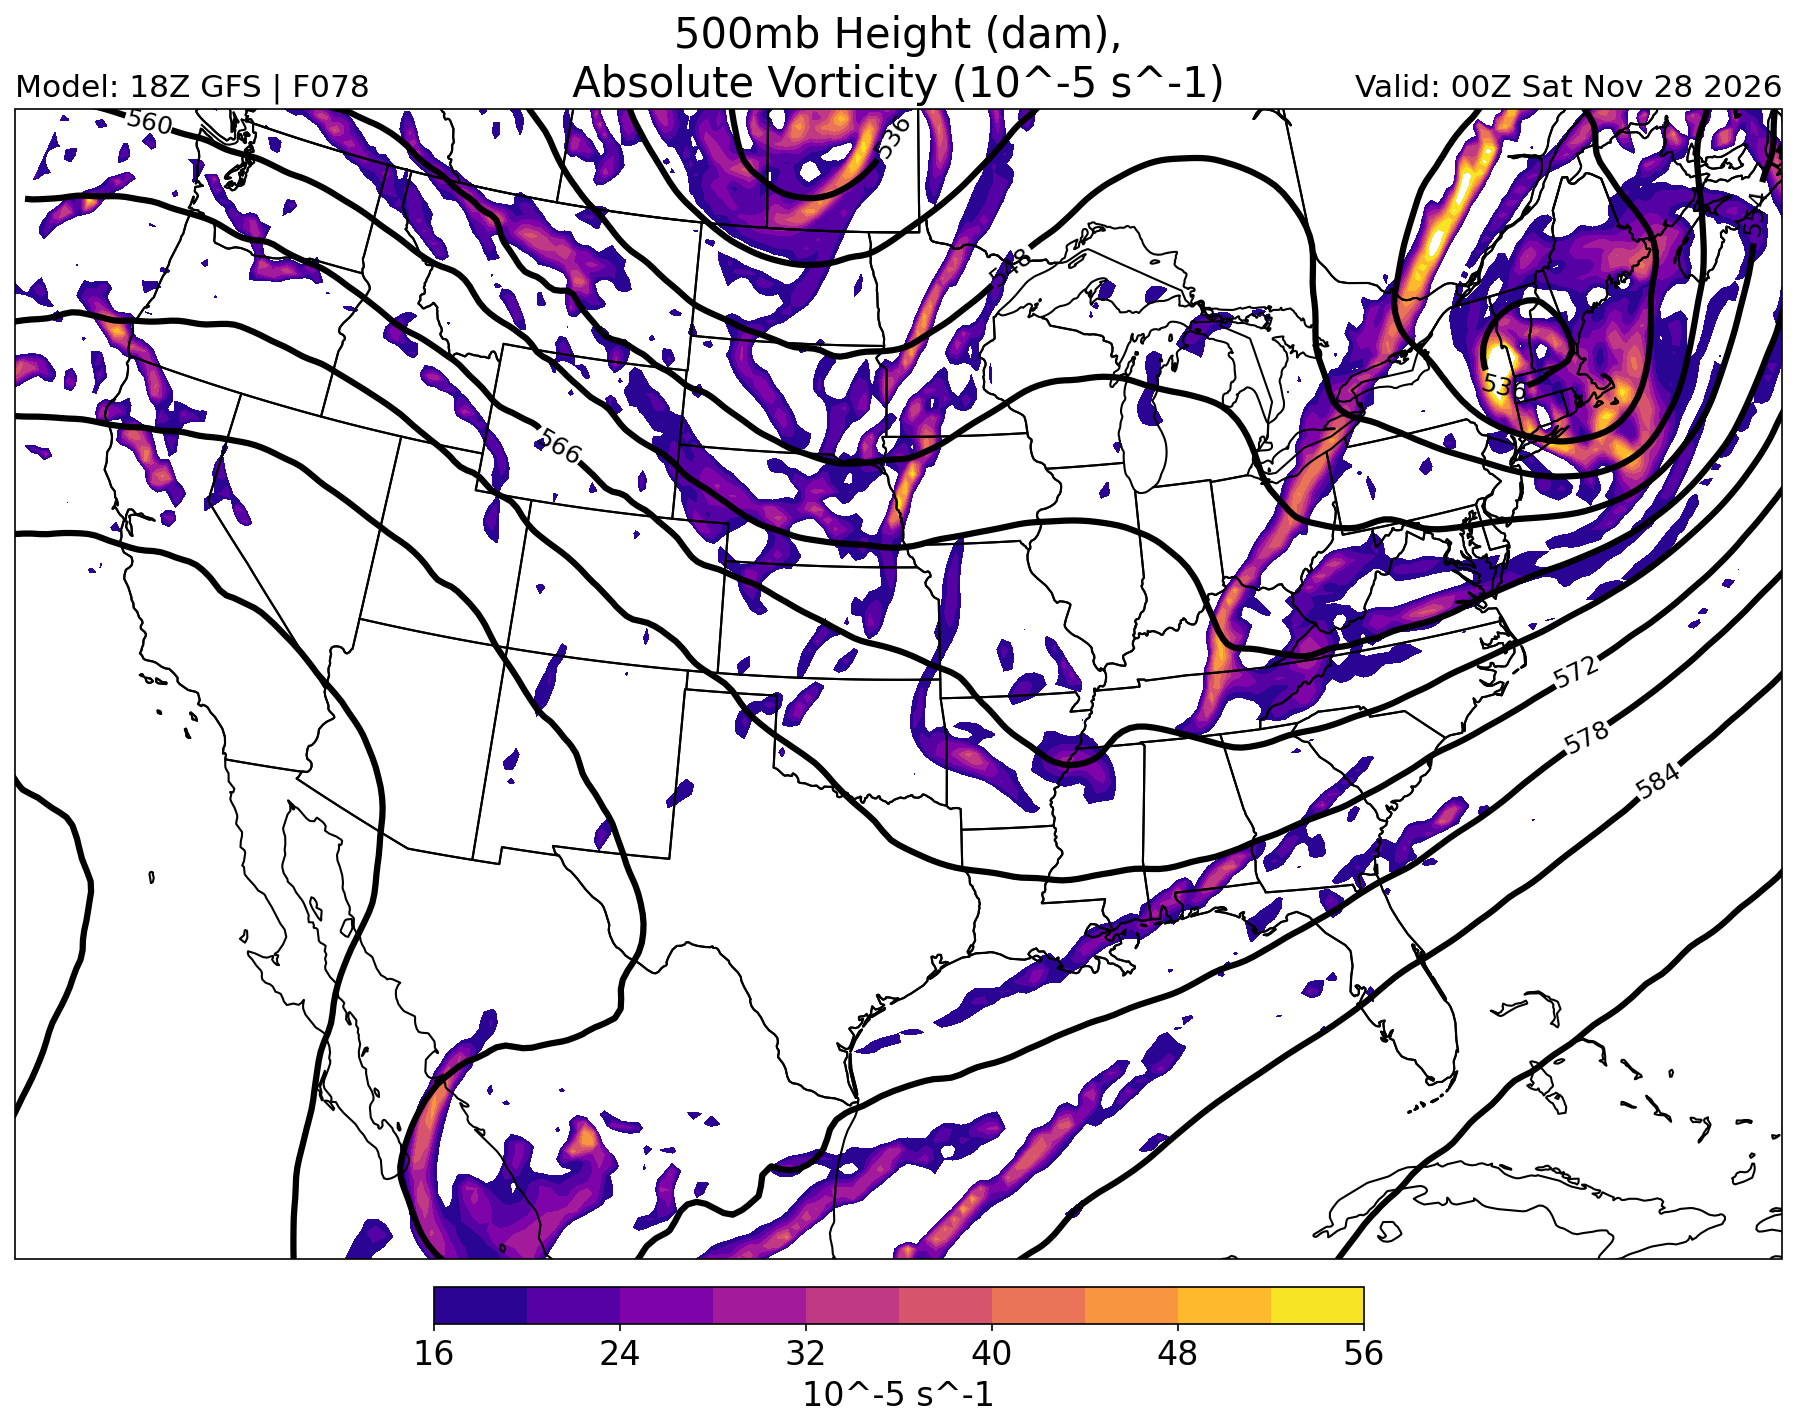 500mb Height (dam),
Absolute Vorticity (10^-5 s^-1)
Model: 18Z GFS | F078
Valid: 00Z Sat Nov 28 2026
560
536
554
548
536
566
572
578
584
16 24 32 40 48 56
10^-5 s^-1